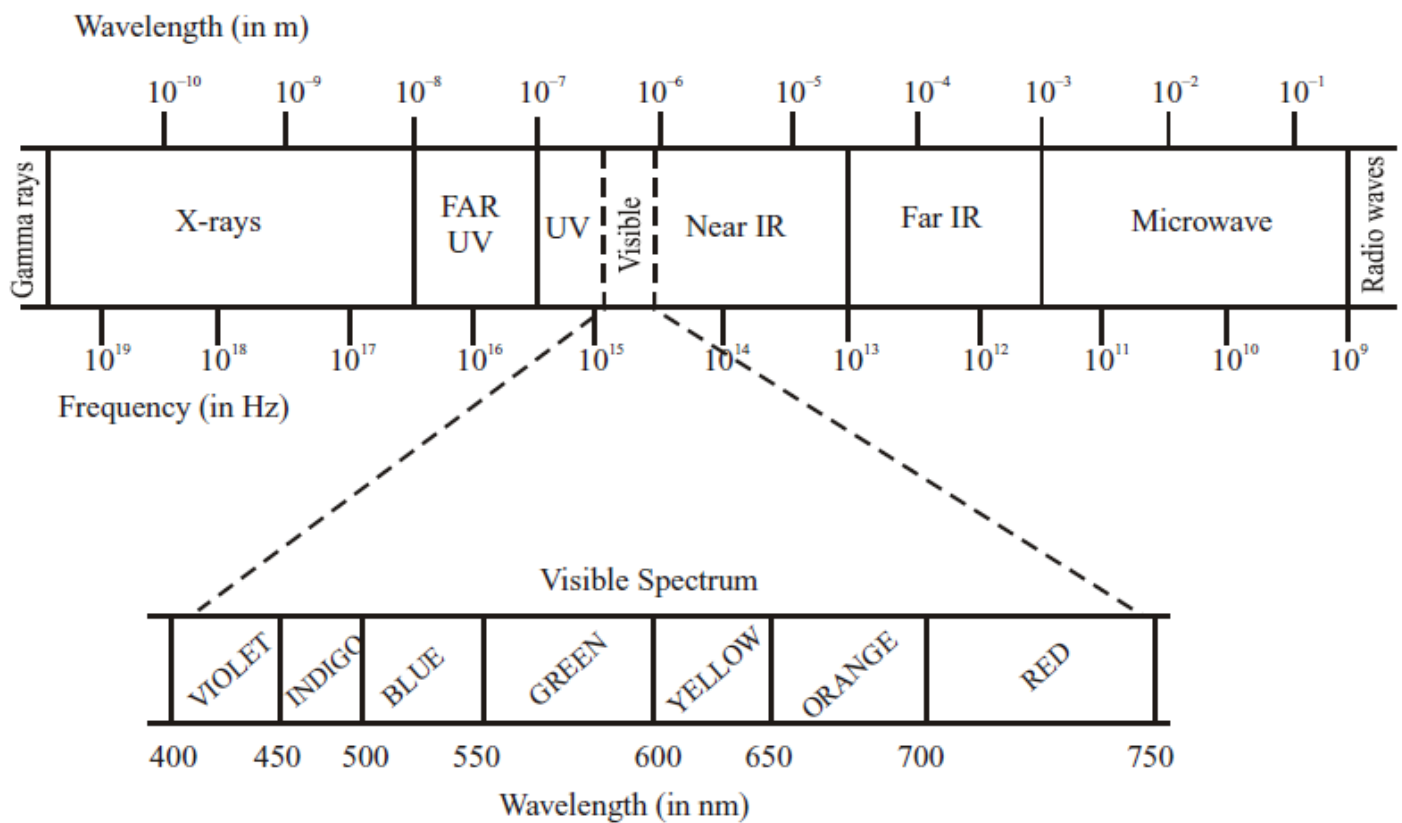 Wavelength (in m)
10⁻¹⁰ 10⁻⁹ 10⁻⁸ 10⁻⁷ 10⁻⁶ 10⁻⁵ 10⁻⁴ 10⁻³ 10⁻² 10⁻¹
Gamma rays
X-rays
FAR
UV
UV
Visible
Near IR
Far IR
Microwave
Radio waves
10¹⁹ 10¹⁸ 10¹⁷ 10¹⁶ 10¹⁵ 10¹⁴ 10¹³ 10¹² 10¹¹ 10¹⁰ 10⁹
Frequency (in Hz)
Visible Spectrum
VIOLET INDIGO BLUE GREEN YELLOW ORANGE RED
400 450 500 550 600 650 700 750
Wavelength (in nm)